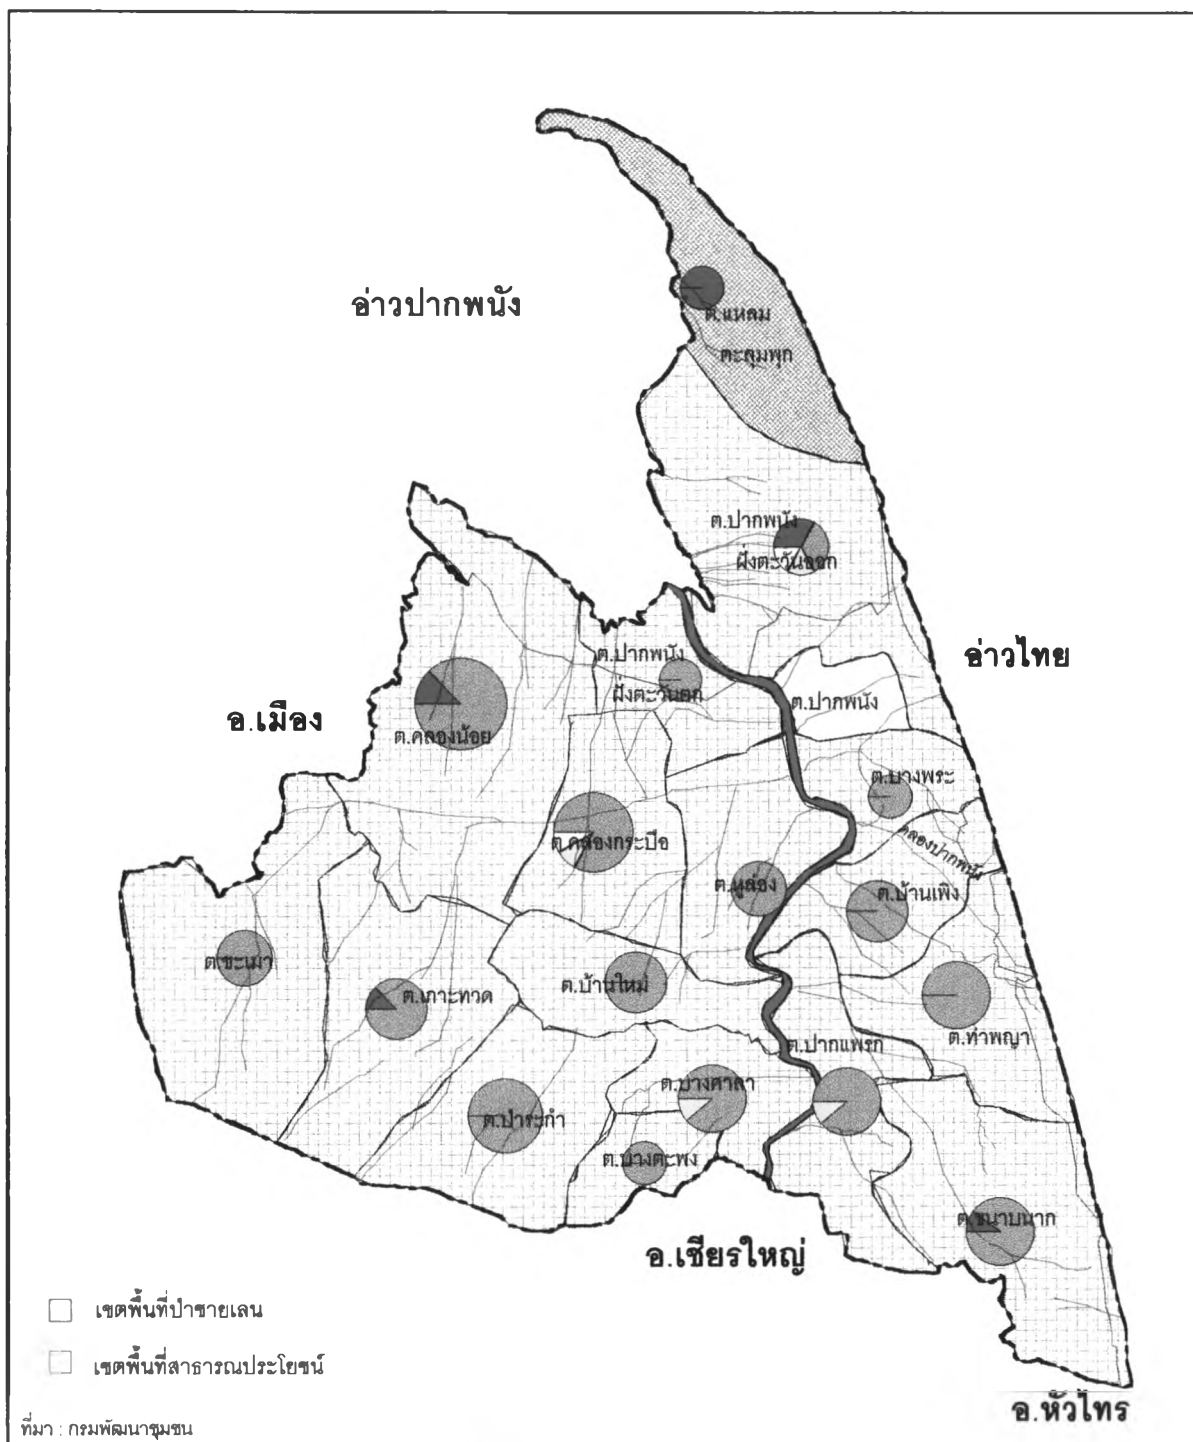 อ่าวปากพนัง
ต.แหลม
ตะลุมพุก
ต.ปากพนัง
ฝั่งตะวันออก
อ่าวไทย
ต.ปากพนัง
ฝั่งตะวันตก
ต.ปากพนัง
อ.เมือง
ต.คลองน้อย
ต.บางพระ
คลองปากพนัง
ต.คลองกระบือ
ต.หูล่อง
ต.บ้านเพิง
ต.ชะเมา
ต.เกาะทวด
ต.บ้านใหม่
ต.ท่าพญา
ต.ปากแพรก
ต.บางศาลา
ต.ป่าระกำ
ต.บางตะพง
ต.ขนาบนาก
อ.เชียรใหญ่
เขตพื้นที่ป่าชายเลน
เขตพื้นที่สาธารณประโยชน์
อ.หัวไทร
ที่มา : กรมพัฒนาชุมชน